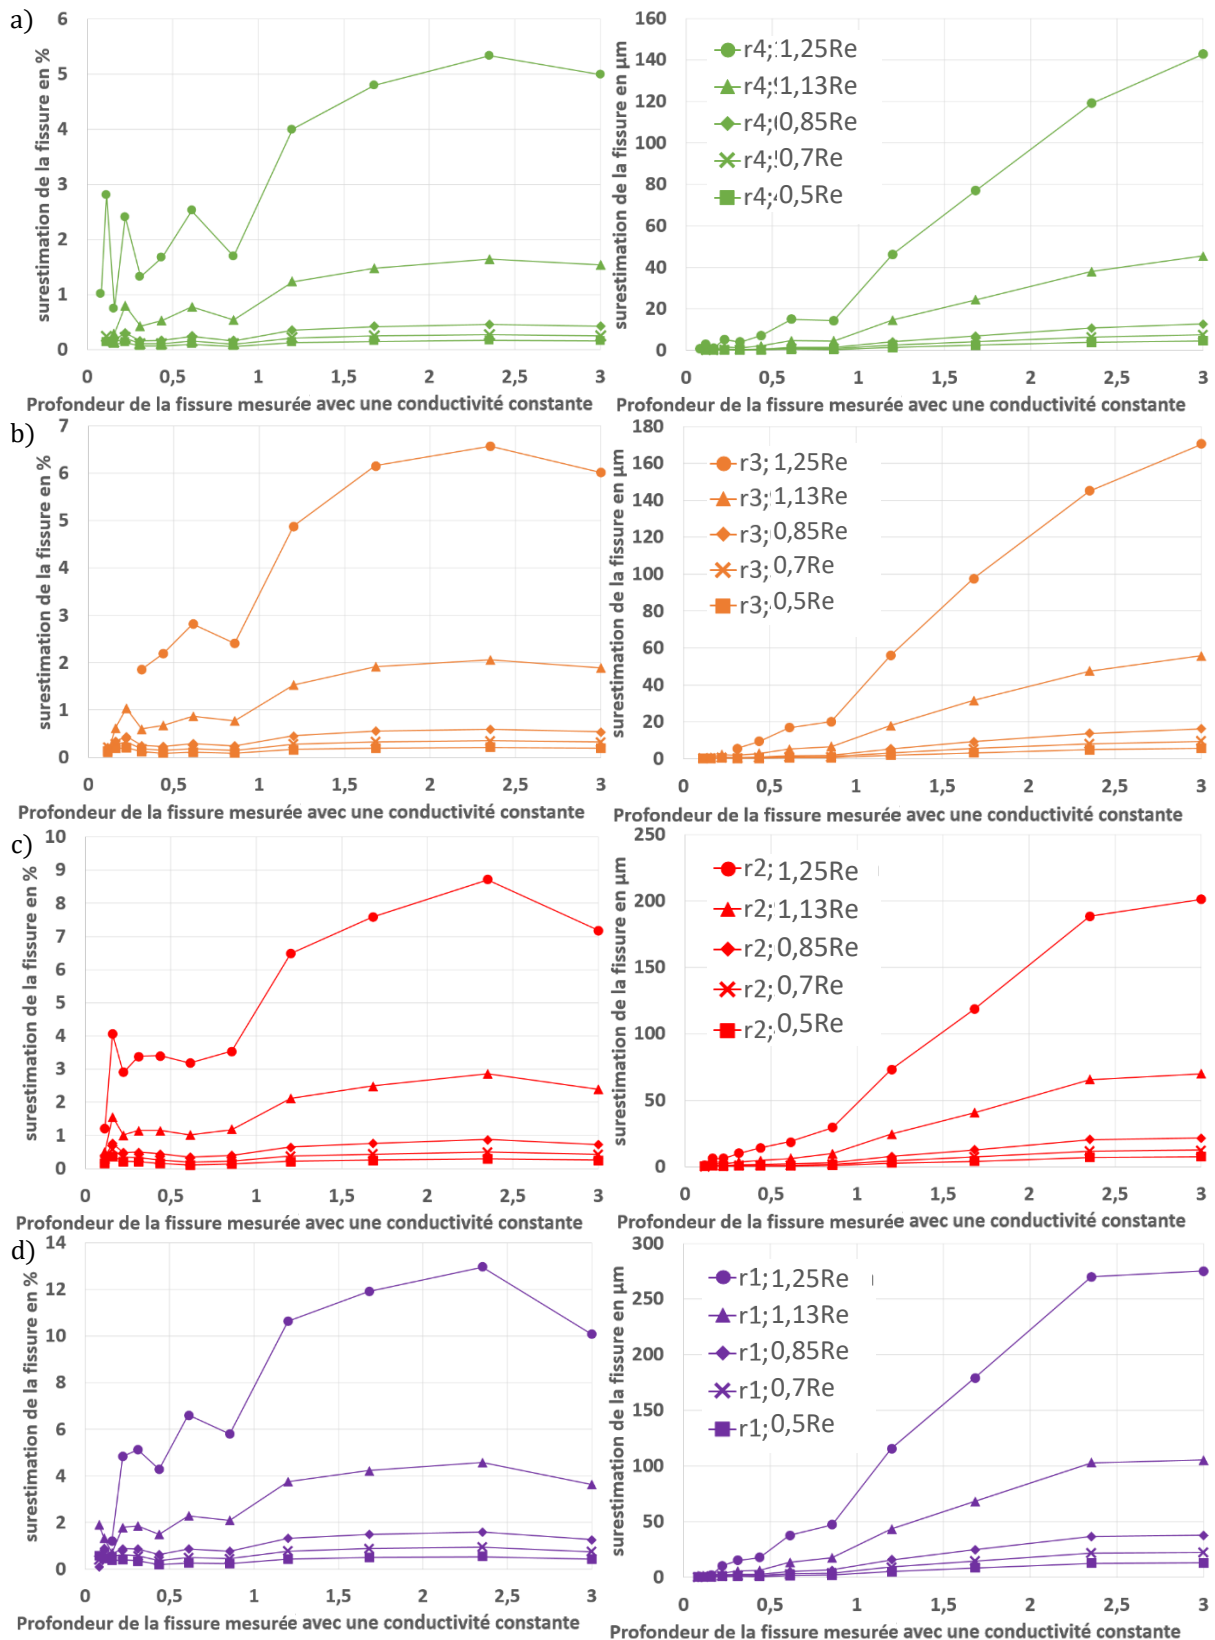 a)
surestimation de la fissure en %
6
5
4
3
2
1
0
0 0,5 1 1,5 2 2,5 3
Profondeur de la fissure mesurée avec une conductivité constante
surestimation de la fissure en µm
160
140
120
100
80
60
40
20
0
0 0,5 1 1,5 2 2,5 3
Profondeur de la fissure mesurée avec une conductivité constante
r4; 1,25Re
r4; 1,13Re
r4; 0,85Re
r4; 0,7Re
r4; 0,5Re
b)
surestimation de la fissure en %
7
6
5
4
3
2
1
0
0 0,5 1 1,5 2 2,5 3
Profondeur de la fissure mesurée avec une conductivité constante
surestimation de la fissure en µm
180
160
140
120
100
80
60
40
20
0
0 0,5 1 1,5 2 2,5 3
Profondeur de la fissure mesurée avec une conductivité constante
r3; 1,25Re
r3; 1,13Re
r3; 0,85Re
r3; 0,7Re
r3; 0,5Re
c)
surestimation de la fissure en %
10
9
8
7
6
5
4
3
2
1
0
0 0,5 1 1,5 2 2,5 3
Profondeur de la fissure mesurée avec une conductivité constante
surestimation de la fissure en µm
250
200
150
100
50
0
0 0,5 1 1,5 2 2,5 3
Profondeur de la fissure mesurée avec une conductivité constante
r2; 1,25Re
r2; 1,13Re
r2; 0,85Re
r2; 0,7Re
r2; 0,5Re
d)
surestimation de la fissure en %
14
12
10
8
6
4
2
0
0 0,5 1 1,5 2 2,5 3
Profondeur de la fissure mesurée avec une conductivité constante
surestimation de la fissure en µm
300
250
200
150
100
50
0
0 0,5 1 1,5 2 2,5 3
Profondeur de la fissure mesurée avec une conductivité constante
r1; 1,25Re
r1; 1,13Re
r1; 0,85Re
r1; 0,7Re
r1; 0,5Re